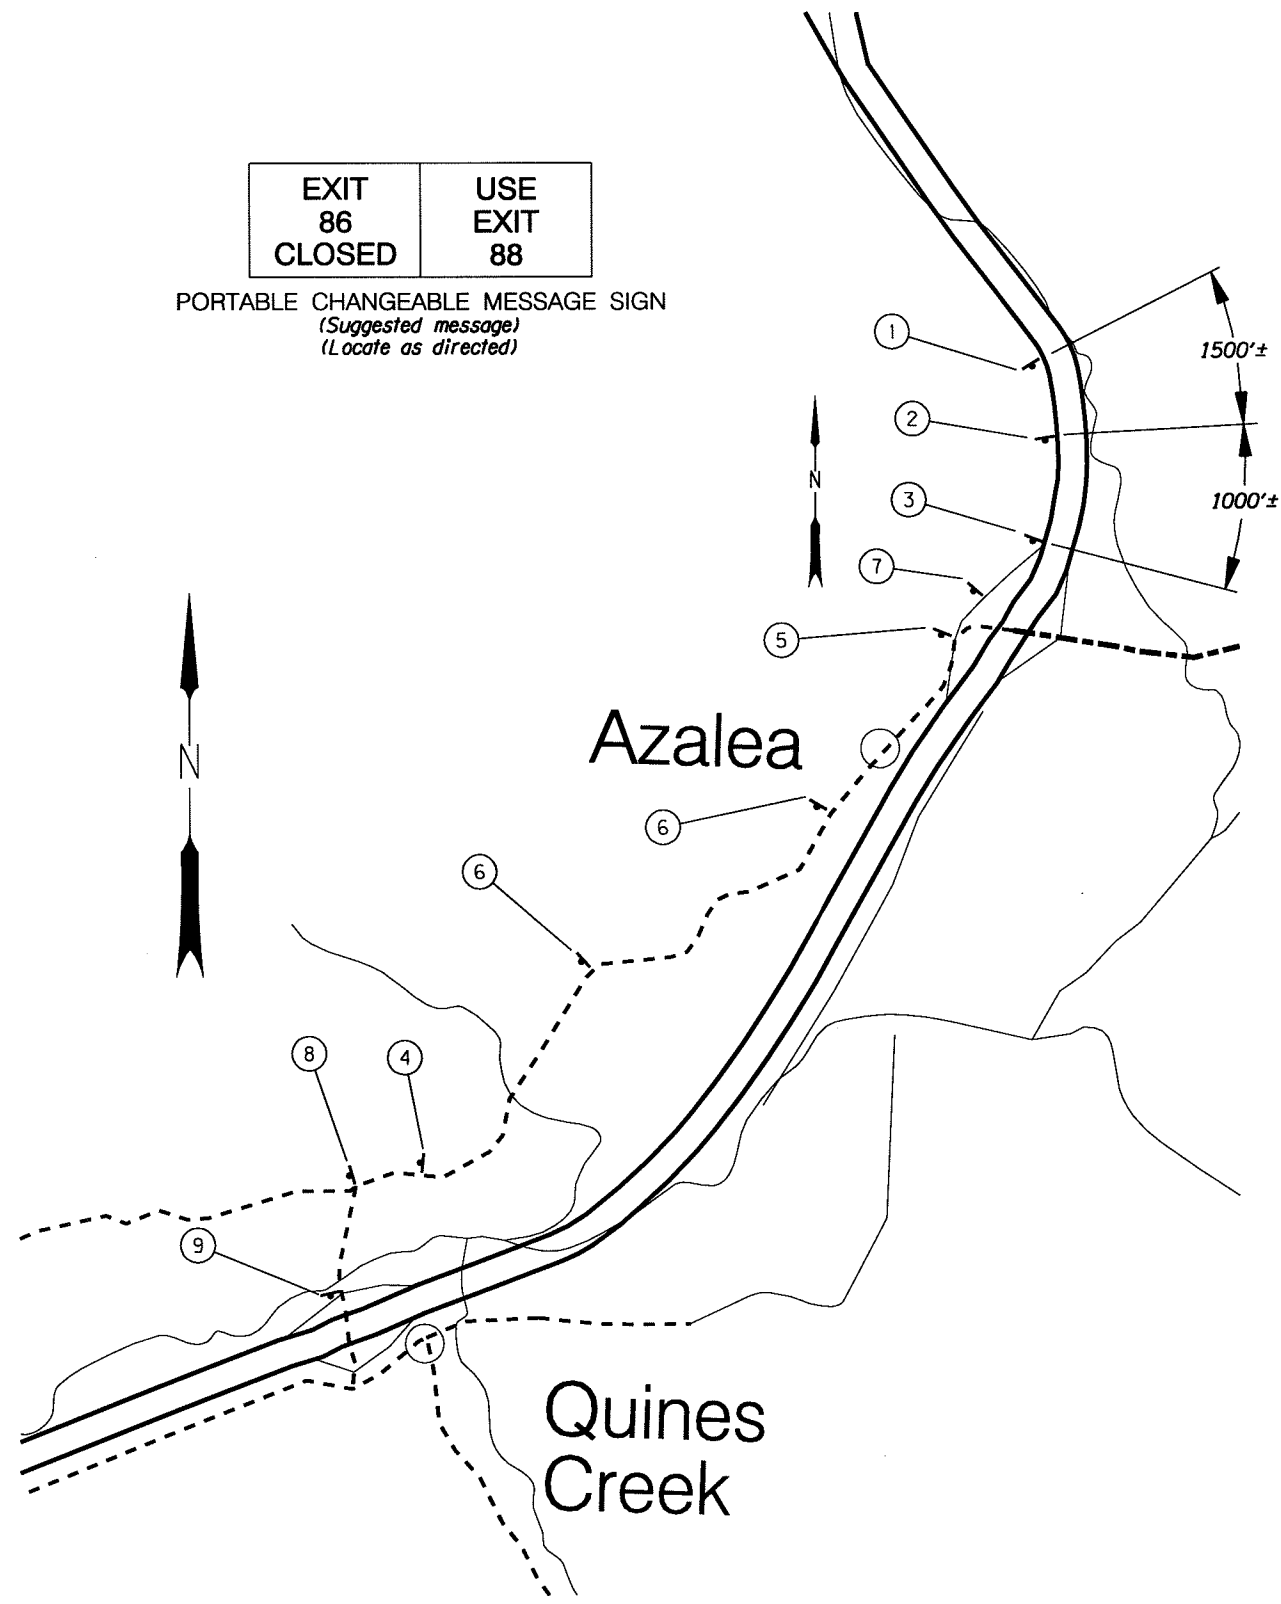 EXIT
86
CLOSED
USE
EXIT
88
PORTABLE CHANGEABLE MESSAGE SIGN
(Suggested message)
(Locate as directed)
1
1500'±
2
N
3
1000'±
7
5
Azalea
N
6
6
8
4
9
Quines
Creek